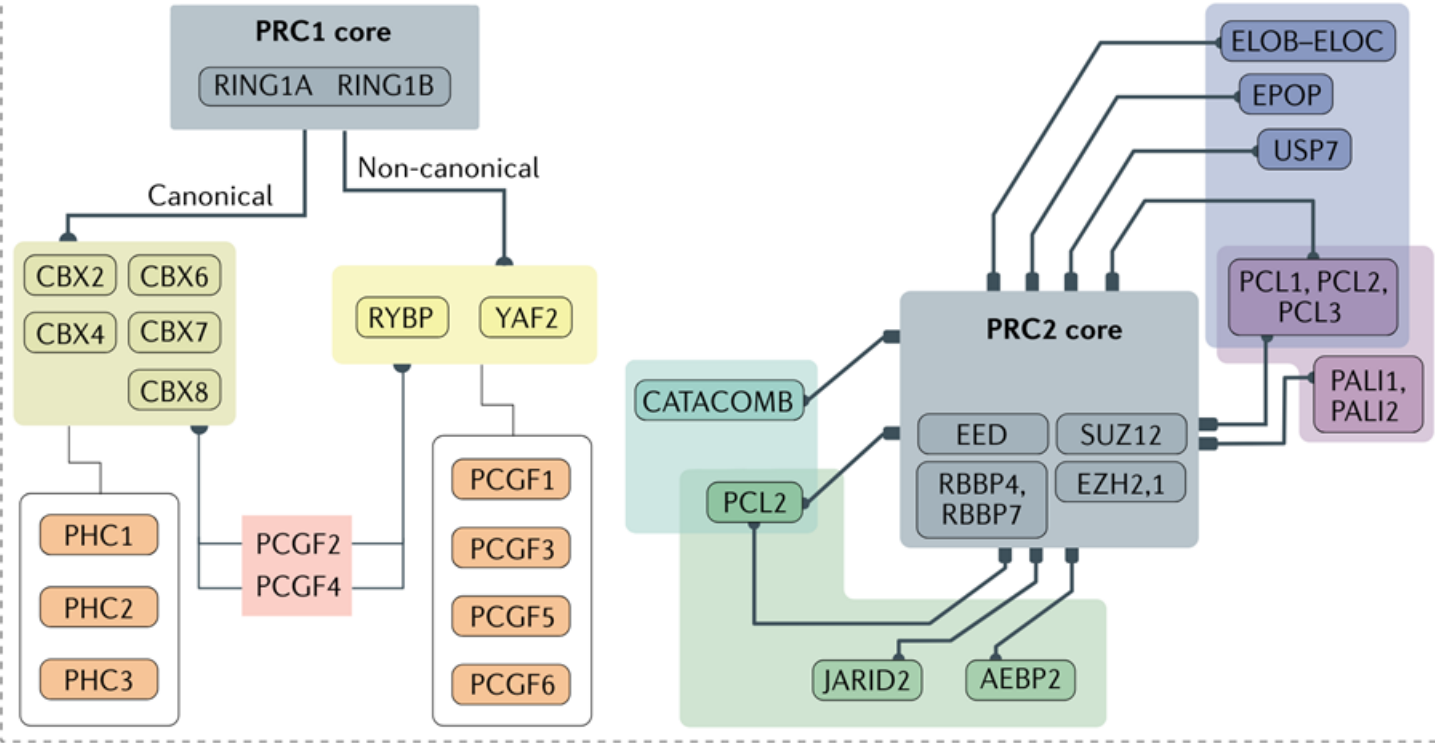 PRC1 core
RING1A RING1B
Canonical
Non-canonical
CBX2
CBX6
CBX4
CBX7
CBX8
RYBP
YAF2
PHC1
PHC2
PHC3
PCGF2
PCGF4
PCGF1
PCGF3
PCGF5
PCGF6
ELOB–ELOC
EPOP
USP7
PCL1, PCL2,
PCL3
PALI1,
PALI2
PRC2 core
EED
SUZ12
RBBP4,
RBBP7
EZH2,1
CATACOMB
PCL2
JARID2
AEBP2